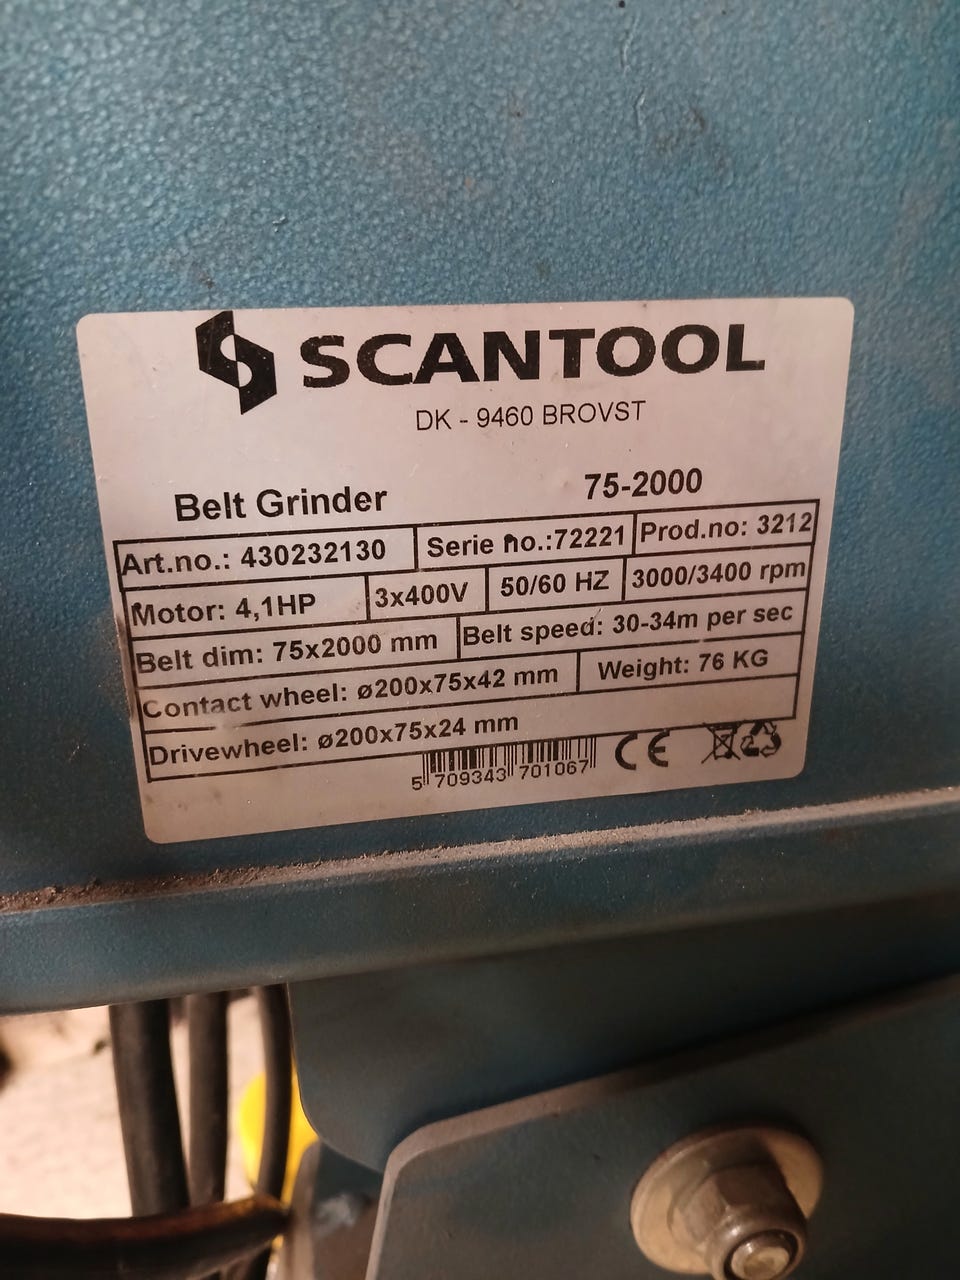 SCANTOOL
DK - 9460 BROVST
Belt Grinder 75-2000
Art.no.: 430232130 Serie no.:72221 Prod.no: 3212
Motor: 4,1HP 3x400V 50/60 HZ 3000/3400 rpm
Belt dim: 75x2000 mm Belt speed: 30-34m per sec
Contact wheel: ø200x75x42 mm Weight: 76 KG
Drivewheel: ø200x75x24 mm
5 709343 701067 CE